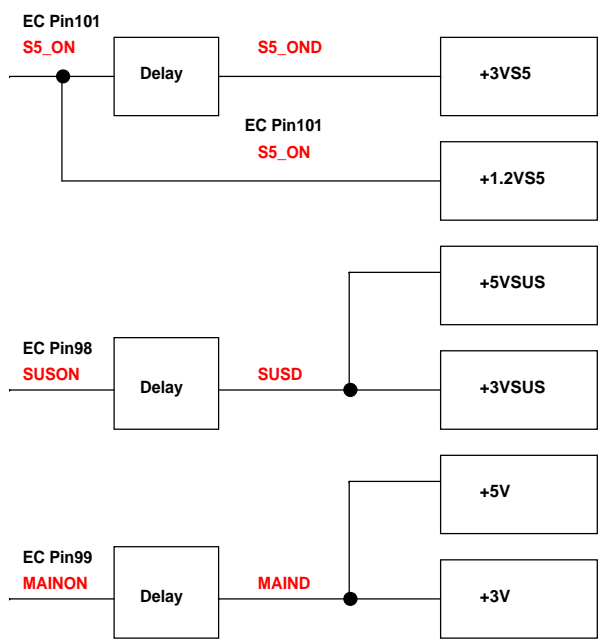 EC Pin101
S5_ON
Delay
S5_OND
+3VS5
EC Pin101
S5_ON
+1.2VS5
+5VSUS
EC Pin98
SUSON
Delay
SUSD
+3VSUS
+5V
EC Pin99
MAINON
Delay
MAIND
+3V